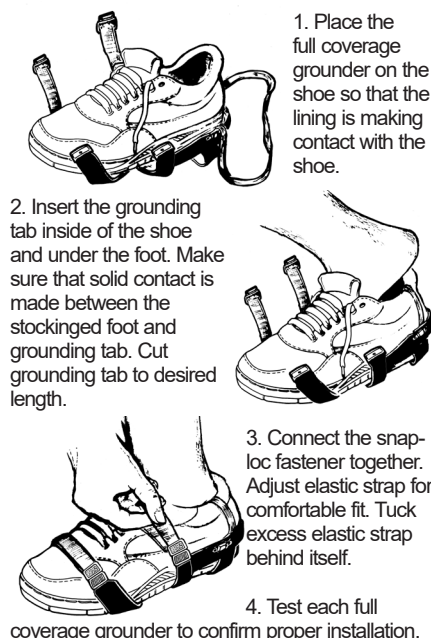 1. Place the
full coverage
grounder on the
shoe so that the
lining is making
contact with the
shoe.
2. Insert the grounding
tab inside of the shoe
and under the foot. Make
sure that solid contact is
made between the
stockinged foot and
grounding tab. Cut
grounding tab to desired
length.
3. Connect the snap-
loc fastener together.
Adjust elastic strap for
comfortable fit. Tuck
excess elastic strap
behind itself.
4. Test each full
coverage grounder to confirm proper installation.